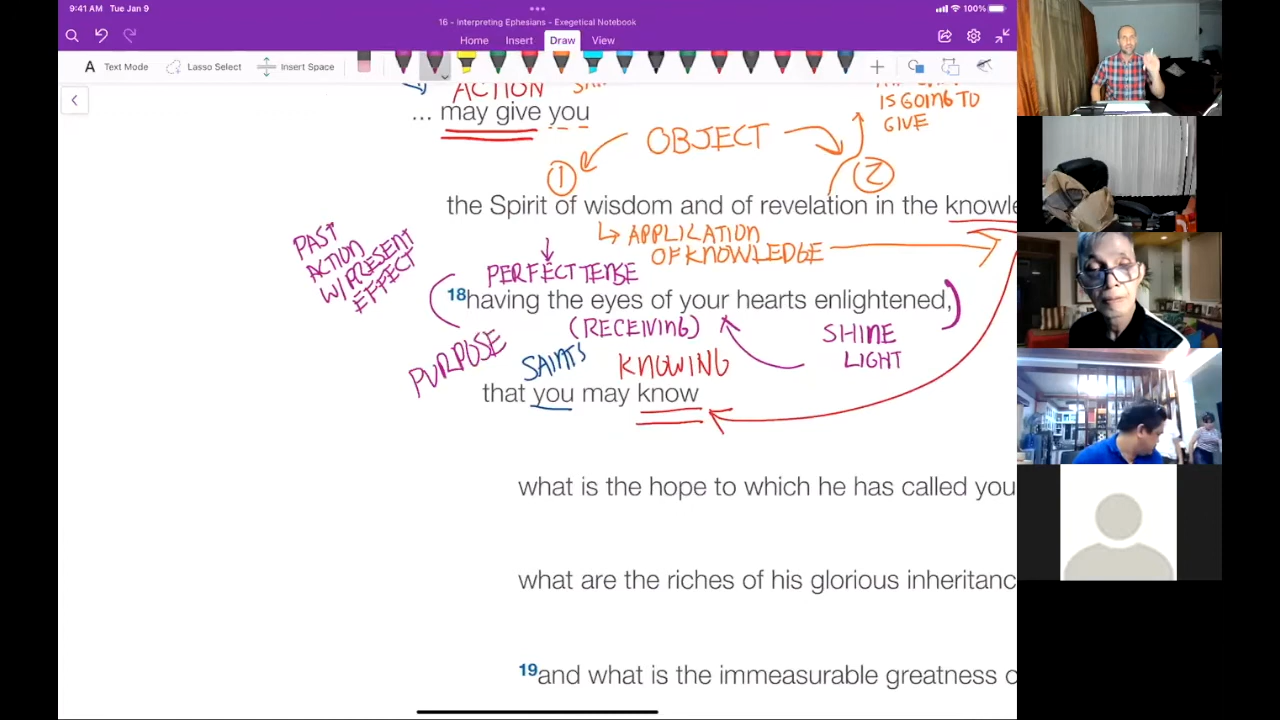 9:41 AM Tue Jan 9
100%
16 - Interpreting Ephesians - Exegetical Notebook
Home Insert Draw View
A Text Mode Lasso Select Insert Space
ACTION
IS GOING TO
GIVE
... may give you
OBJECT
1 2
the Spirit of wisdom and of revelation in the knowle
↳ APPLICATION
OF KNOWLEDGE
PAST
ACTION
W/ PRESENT
EFFECT
PERFECT TENSE
18having the eyes of your hearts enlightened,
(RECEIVING)
SHINE
LIGHT
PURPOSE
SAINTS KNOWING
that you may know
what is the hope to which he has called you
what are the riches of his glorious inheritanc
19and what is the immeasurable greatness o